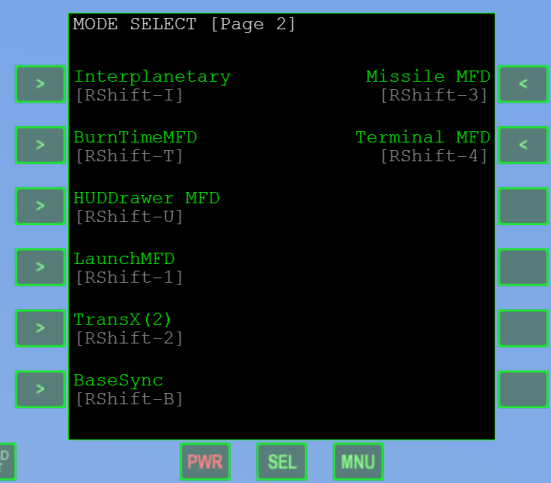 MODE SELECT [Page 2]
> Interplanetary Missile MFD <
[RShift-I] [RShift-3]
> BurnTimeMFD Terminal MFD <
[RShift-T] [RShift-4]
> HUDDrawer MFD
[RShift-U]
> LaunchMFD
[RShift-1]
> TransX(2)
[RShift-2]
> BaseSync
[RShift-B]
PWR SEL MNU